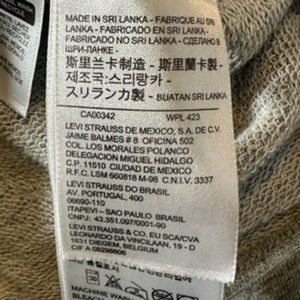 RECYCLE
MADE IN SRI LANKA - FABRIQUE AU SRI
LANKA - FABRICADO EN SRI LANKA -
FABRICADO EN SRI LANKA - СДЕЛАНО В
ШРИ-ЛАНКЕ -
斯里兰卡制造 - 斯里蘭卡製 -
제조국:스리랑카 -
スリランカ製 - BUATAN SRI LANKA
CA00342 WPL 423
LEVI STRAUSS DE MEXICO, S.A. DE C.V.
JAIME BALMES # 8 OFICINA 502
COL. LOS MORALES POLANCO
DELEGACION MIGUEL HIDALGO
C.P. 11510 CIUDAD DE MEXICO
R.F.C. LSM 660818 M-98 C.N.I.V. 3337
LEVI STRAUSS DO BRASIL
AV. PORTUGAL, 400
06690-110
ITAPEVI – SAO PAULO BRASIL
CNPJ: 43.351.097/0001-90
LEVI STRAUSS & CO. EU SCA/CVA
LEONARDO DA VINCILAAN, 19 - D
1831 DIEGEM, BELGIUM
MACHINE WASH